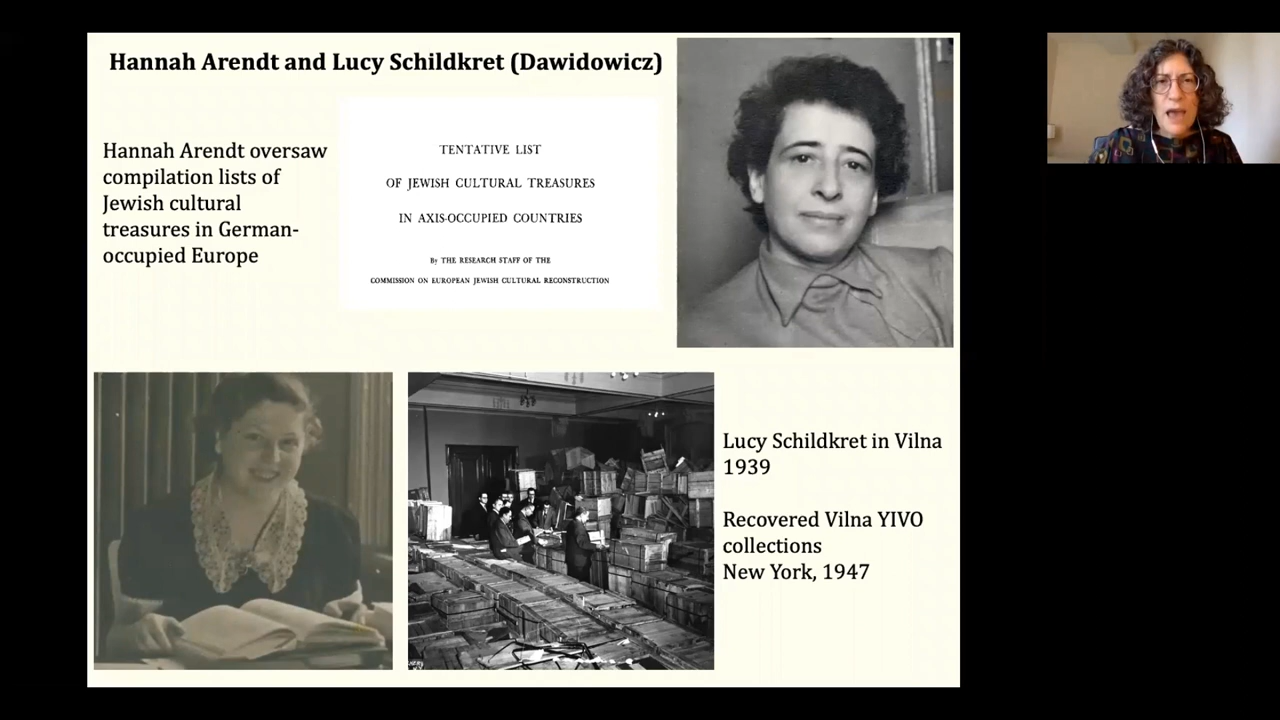 Hannah Arendt and Lucy Schildkret (Dawidowicz)
Hannah Arendt oversaw
compilation lists of
Jewish cultural
treasures in German-
occupied Europe
TENTATIVE LIST
OF JEWISH CULTURAL TREASURES
IN AXIS-OCCUPIED COUNTRIES
By THE RESEARCH STAFF OF THE
COMMISSION ON EUROPEAN JEWISH CULTURAL RECONSTRUCTION
Lucy Schildkret in Vilna
1939
Recovered Vilna YIVO
collections
New York, 1947